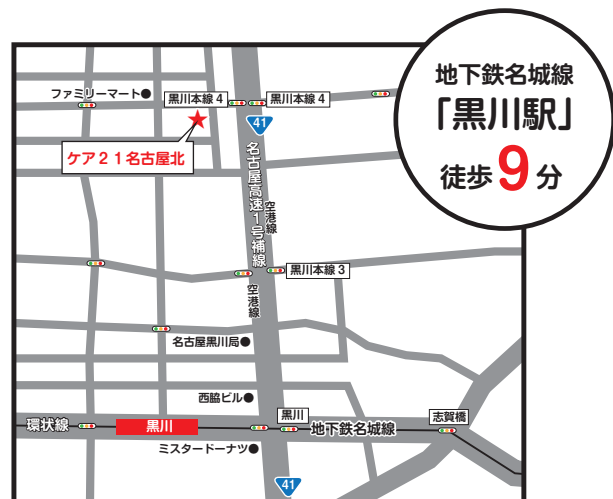 地下鉄名城線
「黒川駅」
徒歩9分
ファミリーマート
黒川本線4
黒川本線4
41
ケア21名古屋北
名古屋高速1号補線
空港線
黒川本線3
空港線
名古屋黒川局
西脇ビル
黒川
志賀橋
環状線
黒川
地下鉄名城線
ミスタードーナツ
41